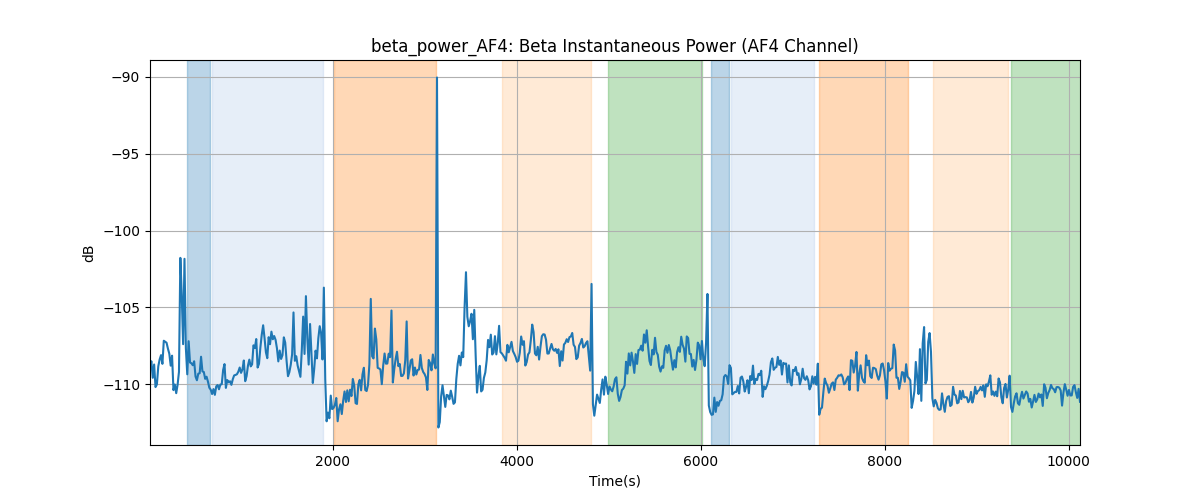 beta_power_AF4: Beta Instantaneous Power (AF4 Channel)
−90
−95
−100
−105
−110
dB
2000 4000 6000 8000 10000
Time(s)